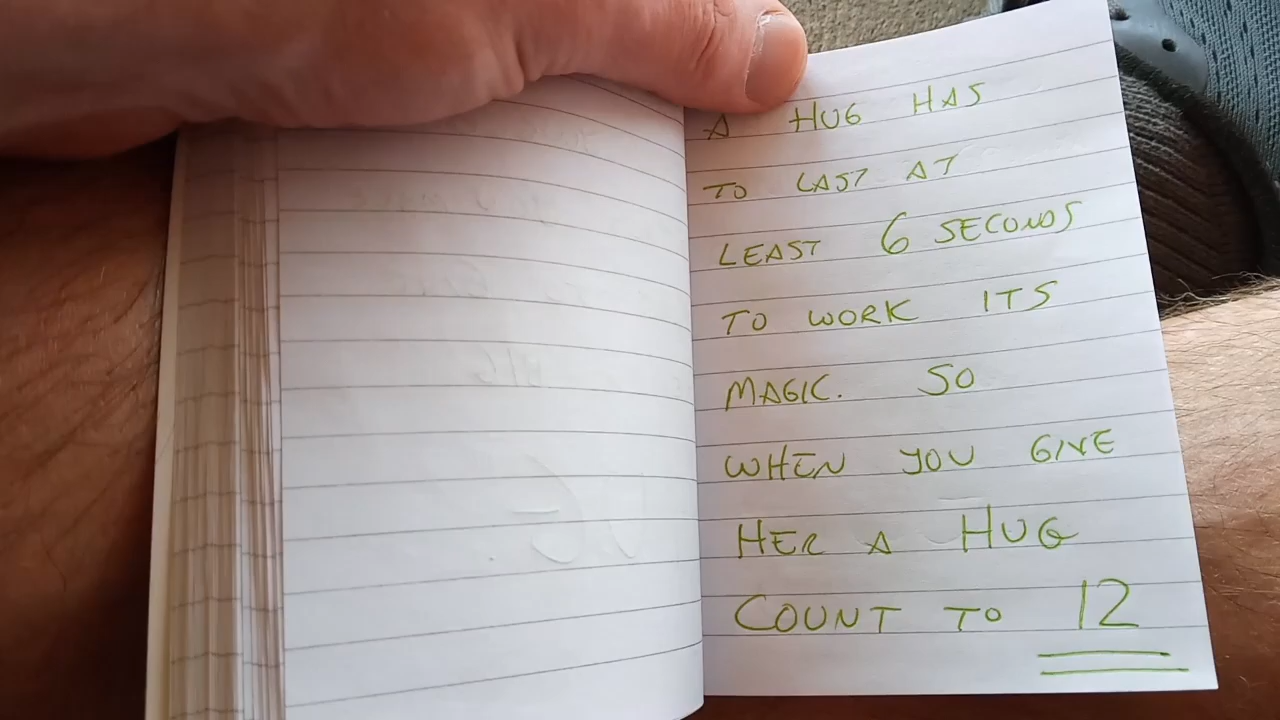 A HUG HAS
TO LAST AT
LEAST 6 SECONDS
TO WORK ITS
MAGIC. SO
WHEN YOU GIVE
HER A HUG
COUNT TO 12